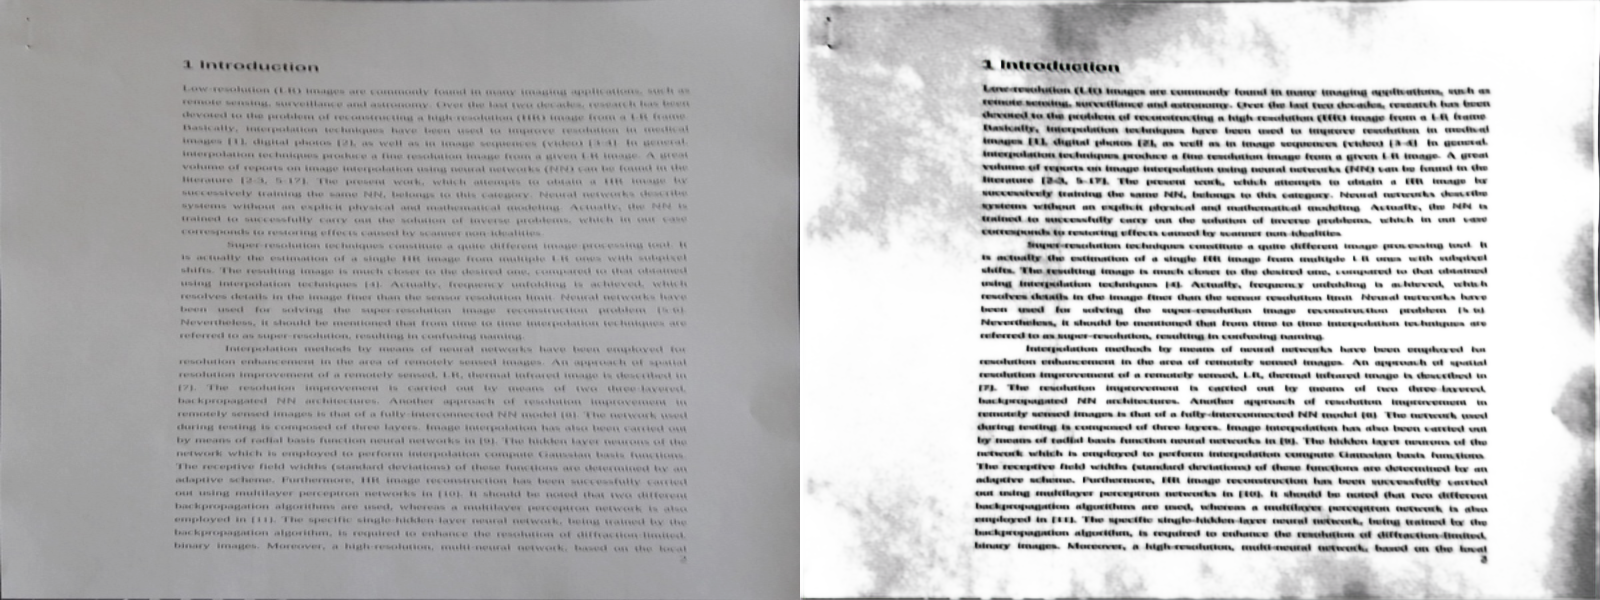 1 Introduction
Low-resolution (LR) images are commonly found in many imaging applications, such as
remote sensing, surveillance and astronomy. Over the last two decades, research has been
devoted to the problem of reconstructing a high-resolution (HR) image from a LR frame.
Basically, interpolation techniques have been used to improve resolution in medical
images [1], digital photos [2], as well as in image sequences (video) [3-4]. In general,
interpolation techniques produce a fine resolution image from a given LR image. A great
volume of reports on image interpolation using neural networks (NN) can be found in the
literature [2-3, 5-17]. The present work, which attempts to obtain a HR image by
successively training the same NN, belongs to this category. Neural networks describe
systems without an explicit physical and mathematical modeling. Actually, the NN is
trained to successfully carry out the solution of inverse problems, which in our case
corresponds to restoring effects caused by scanner non-idealities.
Super-resolution techniques constitute a quite different image-processing tool. It
is actually the estimation of a single HR image from multiple LR ones with subpixel
shifts. The resulting image is much closer to the desired one, compared to that obtained
using interpolation techniques [4]. Actually, frequency unfolding is achieved, which
resolves details in the image finer than the sensor resolution limit. Neural networks have
been used for solving the super-resolution image reconstruction problem [5-6].
Nevertheless, it should be mentioned that from time to time interpolation techniques are
referred to as super-resolution, resulting in confusing naming.
Interpolation methods by means of neural networks have been employed for
resolution enhancement in the area of remotely sensed images. An approach of spatial
resolution improvement of a remotely sensed, LR, thermal infrared image is described in
[7]. The resolution improvement is carried out by means of two three-layered,
backpropagated NN architectures. Another approach of resolution improvement in
remotely sensed images is that of a fully-interconnected NN model [8]. The network used
during testing is composed of three layers. Image interpolation has also been carried out
by means of radial basis function neural networks in [9]. The hidden layer neurons of the
network which is employed to perform interpolation compute Gaussian basis functions.
The receptive field widths (standard deviations) of these functions are determined by an
adaptive scheme. Furthermore, HR image reconstruction has been successfully carried
out using multilayer perceptron networks in [10]. It should be noted that two different
backpropagation algorithms are used, whereas a multilayer perceptron network is also
employed in [11]. The specific single-hidden-layer neural network, being trained by the
backpropagation algorithm, is required to enhance the resolution of diffraction-limited,
binary images. Moreover, a high-resolution, multi-neural network, based on the local
2
1 Introduction
Low-resolution (LR) images are commonly found in many imaging applications, such as
remote sensing, surveillance and astronomy. Over the last two decades, research has been
devoted to the problem of reconstructing a high-resolution (HR) image from a LR frame.
Basically, interpolation techniques have been used to improve resolution in medical
images [1], digital photos [2], as well as in image sequences (video) [3-4]. In general,
interpolation techniques produce a fine resolution image from a given LR image. A great
volume of reports on image interpolation using neural networks (NN) can be found in the
literature [2-3, 5-17]. The present work, which attempts to obtain a HR image by
successively training the same NN, belongs to this category. Neural networks describe
systems without an explicit physical and mathematical modeling. Actually, the NN is
trained to successfully carry out the solution of inverse problems, which in our case
corresponds to restoring effects caused by scanner non-idealities.
Super-resolution techniques constitute a quite different image-processing tool. It
is actually the estimation of a single HR image from multiple LR ones with subpixel
shifts. The resulting image is much closer to the desired one, compared to that obtained
using interpolation techniques [4]. Actually, frequency unfolding is achieved, which
resolves details in the image finer than the sensor resolution limit. Neural networks have
been used for solving the super-resolution image reconstruction problem [5-6].
Nevertheless, it should be mentioned that from time to time interpolation techniques are
referred to as super-resolution, resulting in confusing naming.
Interpolation methods by means of neural networks have been employed for
resolution enhancement in the area of remotely sensed images. An approach of spatial
resolution improvement of a remotely sensed, LR, thermal infrared image is described in
[7]. The resolution improvement is carried out by means of two three-layered,
backpropagated NN architectures. Another approach of resolution improvement in
remotely sensed images is that of a fully-interconnected NN model [8]. The network used
during testing is composed of three layers. Image interpolation has also been carried out
by means of radial basis function neural networks in [9]. The hidden layer neurons of the
network which is employed to perform interpolation compute Gaussian basis functions.
The receptive field widths (standard deviations) of these functions are determined by an
adaptive scheme. Furthermore, HR image reconstruction has been successfully carried
out using multilayer perceptron networks in [10]. It should be noted that two different
backpropagation algorithms are used, whereas a multilayer perceptron network is also
employed in [11]. The specific single-hidden-layer neural network, being trained by the
backpropagation algorithm, is required to enhance the resolution of diffraction-limited,
binary images. Moreover, a high-resolution, multi-neural network, based on the local
2